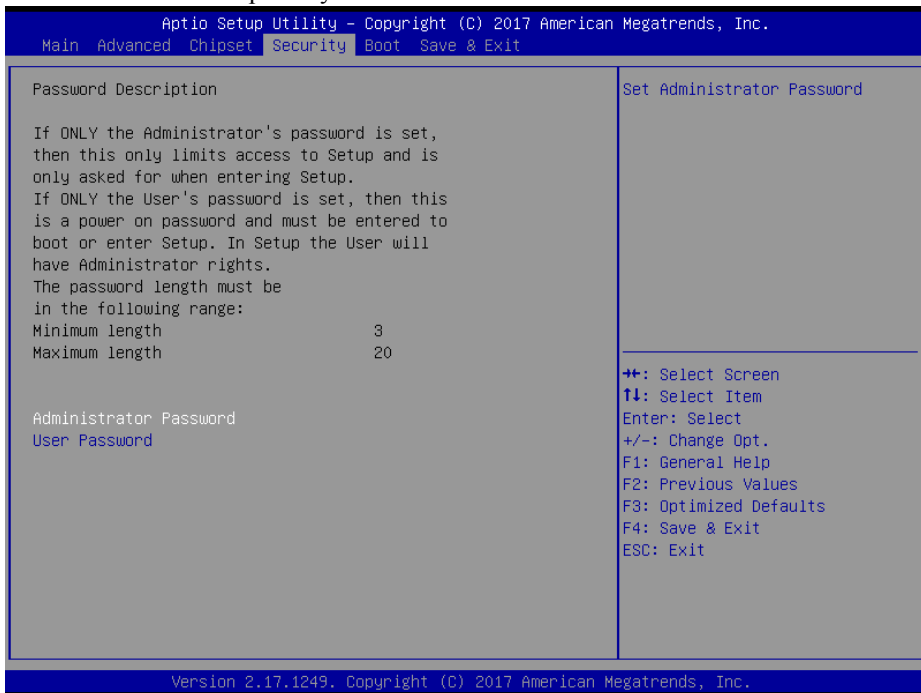 Aptio Setup Utility – Copyright (C) 2017 American Megatrends, Inc.
Main Advanced Chipset Security Boot Save & Exit
Password Description
If ONLY the Administrator's password is set,
then this only limits access to Setup and is
only asked for when entering Setup.
If ONLY the User's password is set, then this
is a power on password and must be entered to
boot or enter Setup. In Setup the User will
have Administrator rights.
The password length must be
in the following range:
Minimum length 3
Maximum length 20
Administrator Password
User Password
Set Administrator Password
→←: Select Screen
↑↓: Select Item
Enter: Select
+/-: Change Opt.
F1: General Help
F2: Previous Values
F3: Optimized Defaults
F4: Save & Exit
ESC: Exit
Version 2.17.1249. Copyright (C) 2017 American Megatrends, Inc.